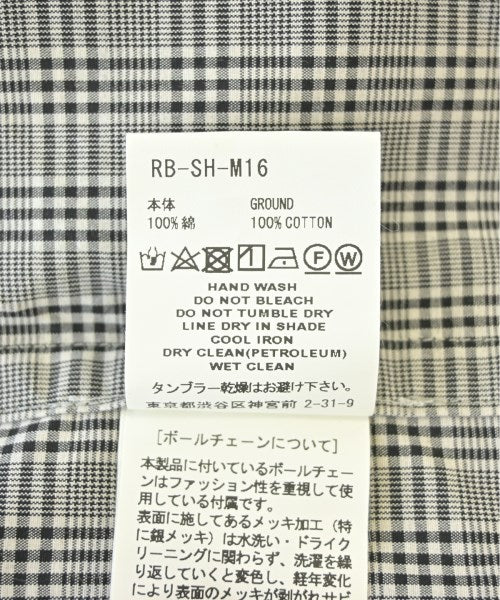 RB-SH-M16
本体 GROUND
100% 綿 100% COTTON
F W
HAND WASH
DO NOT BLEACH
DO NOT TUMBLE DRY
LINE DRY IN SHADE
COOL IRON
DRY CLEAN(PETROLEUM)
WET CLEAN
タンブラー乾燥はお避け下さい。
東京都渋谷区神宮前 2-31-9
[ボールチェーンについて]
本製品に付いているボールチェー
ンはファッション性を重視して使
用している付属です。
表面に施してあるメッキ加工（特
に銀メッキ）は水洗い・ドライク
リーニングに関わらず、洗濯を繰
り返していくと変色し、経年変化
により表面のメッキが剥がれサビ